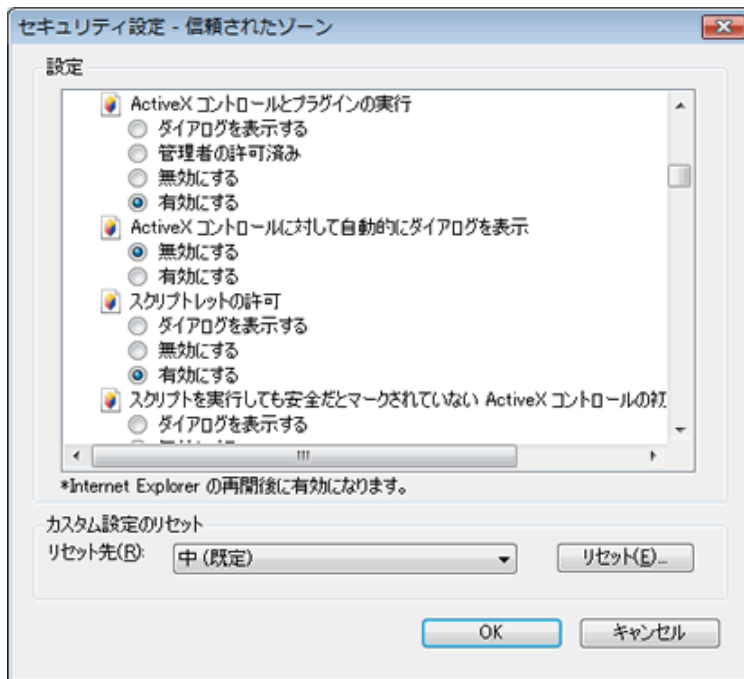 セキュリティ設定 - 信頼されたゾーン
設定
ActiveX コントロールとプラグインの実行
ダイアログを表示する
管理者の許可済み
無効にする
有効にする
ActiveX コントロールに対して自動的にダイアログを表示
無効にする
有効にする
スクリプトレットの許可
ダイアログを表示する
無効にする
有効にする
スクリプトを実行しても安全だとマークされていない ActiveX コントロールの初
ダイアログを表示する
*Internet Explorer の再開後に有効になります。
カスタム設定のリセット
リセット先(R):
中 (既定)
リセット(E)...
OK
キャンセル